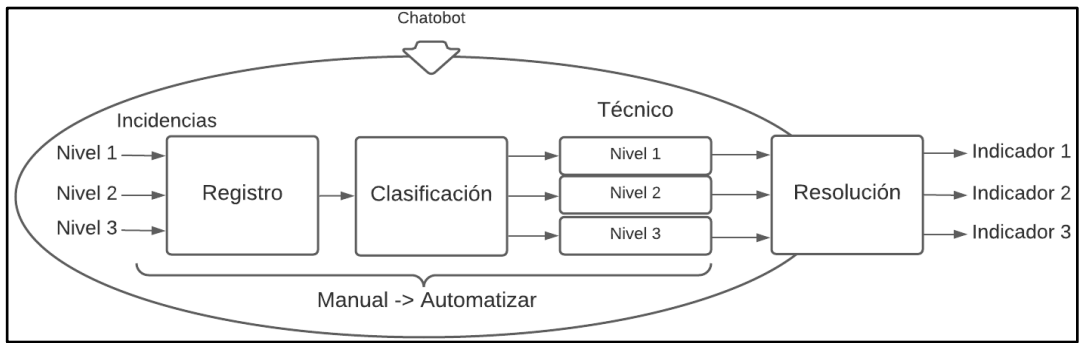 Chatobot
Técnico
Incidencias
Nivel 1
Nivel 2
Nivel 3
Registro
Clasificación
Nivel 1
Nivel 2
Nivel 3
Resolución
Indicador 1
Indicador 2
Indicador 3
Manual -> Automatizar